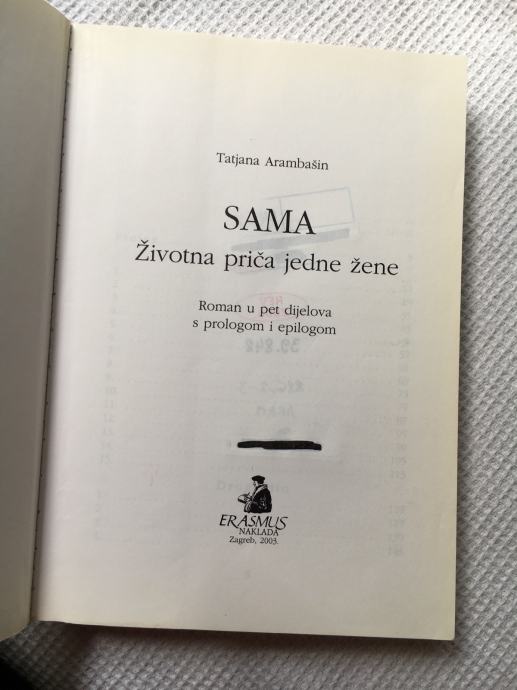 Tatjana Arambašin
SAMA
Životna priča jedne žene
Roman u pet dijelova
s prologom i epilogom
ERASMUS
NAKLADA
Zagreb, 2003.